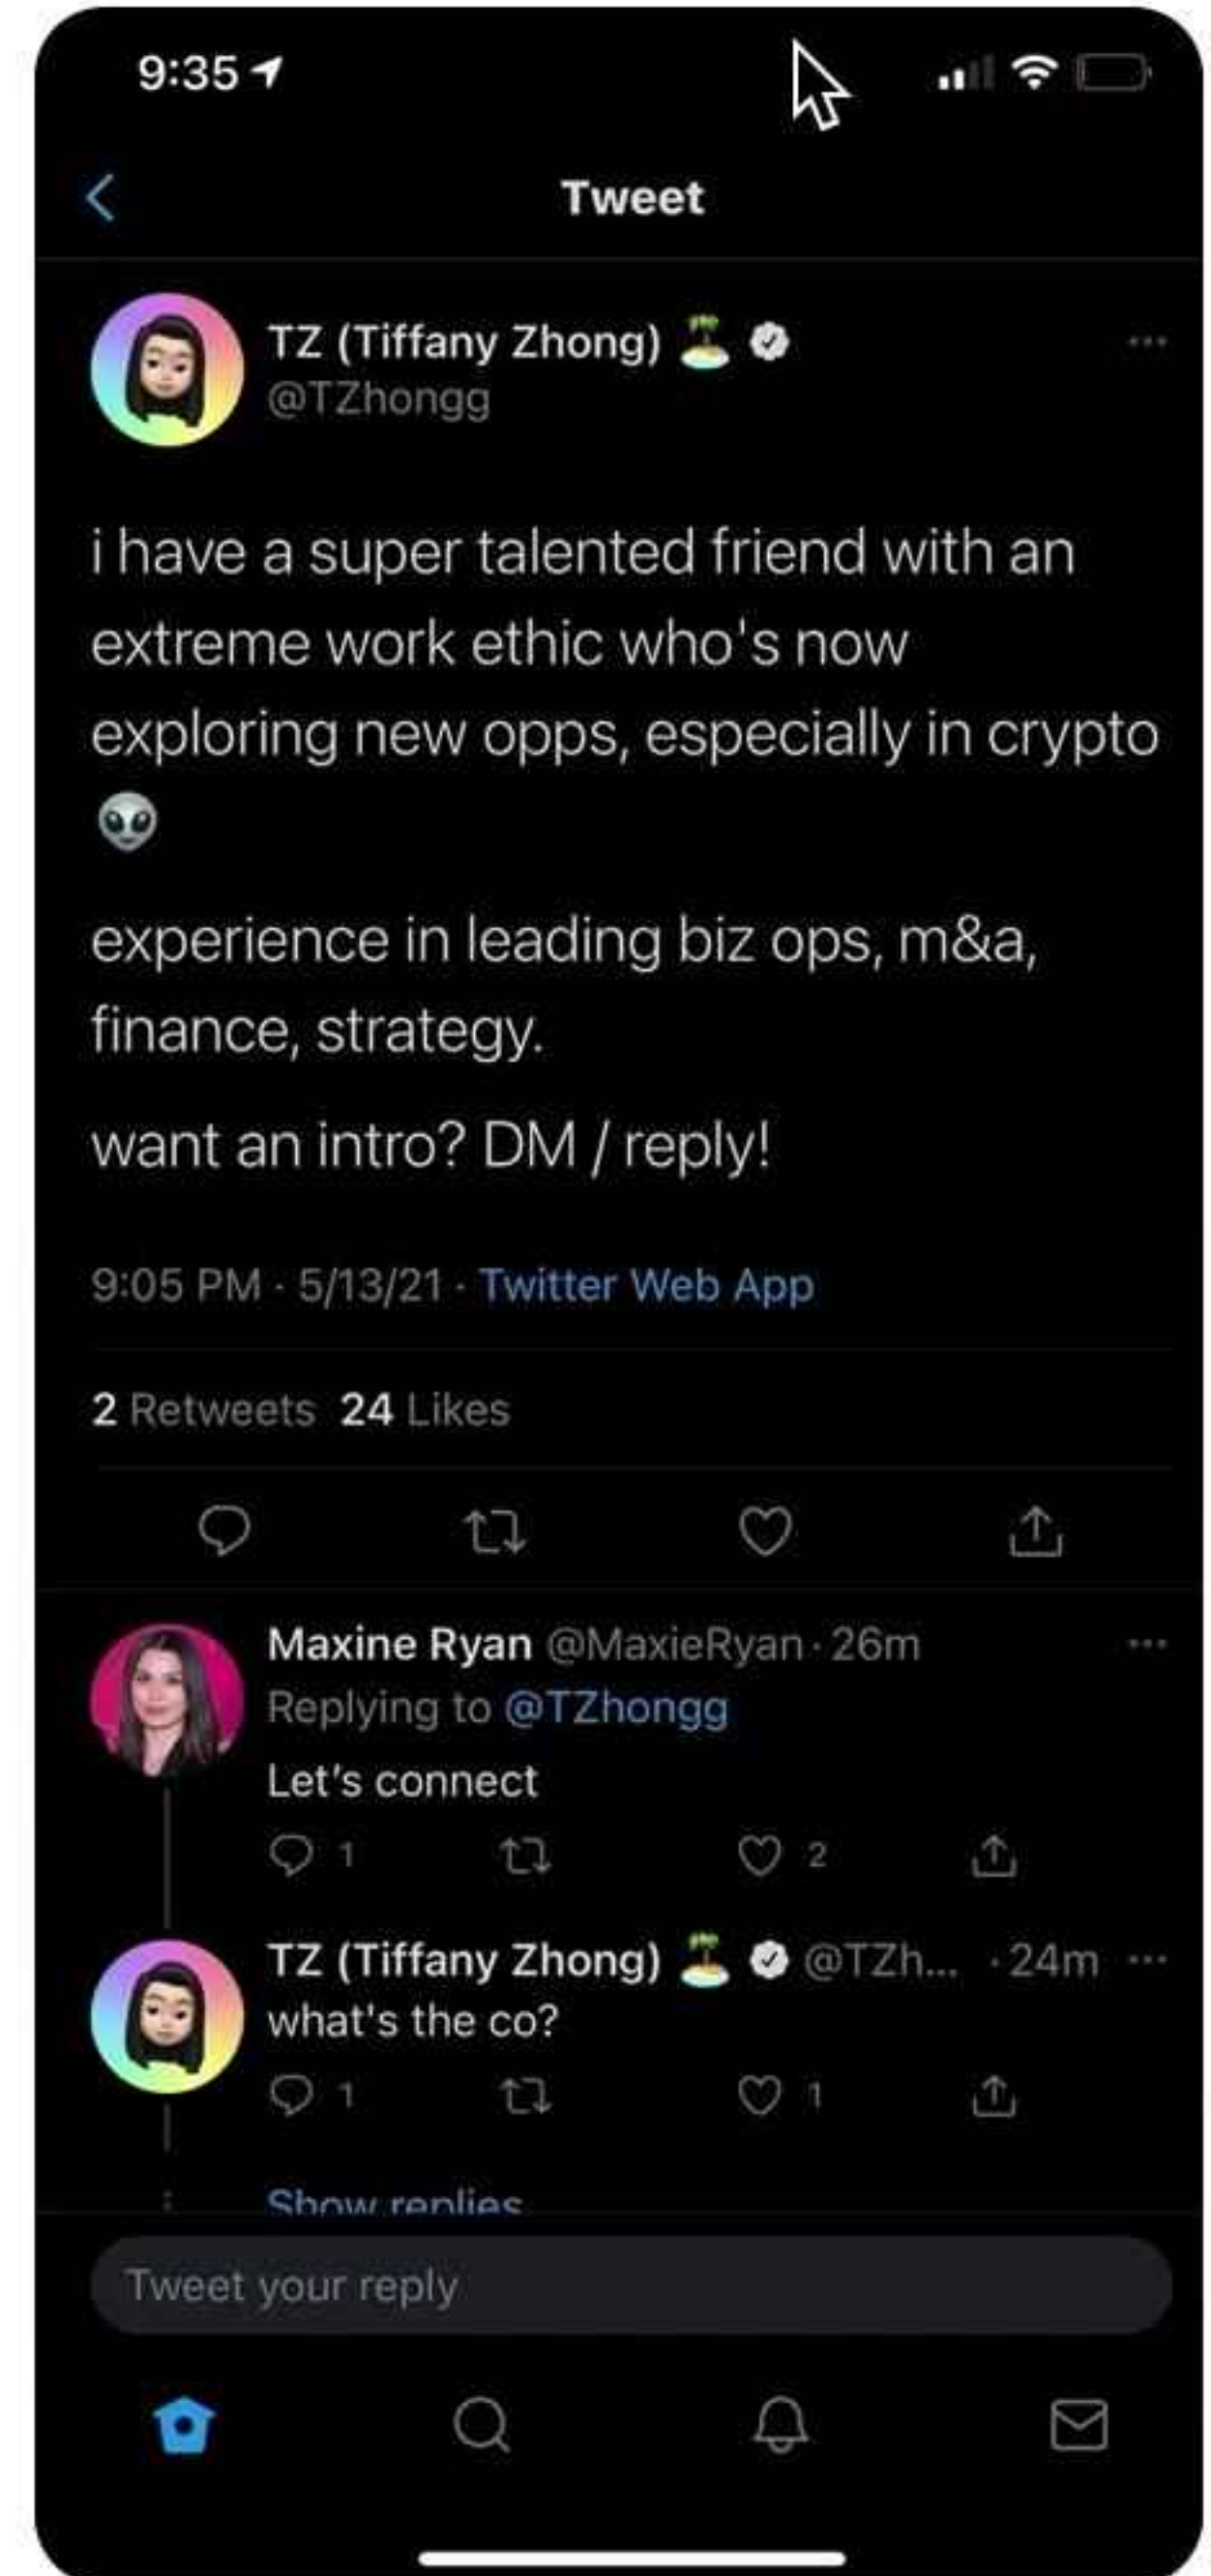 9:35
Tweet
TZ (Tiffany Zhong) 🏝️
@TZhongg
i have a super talented friend with an
extreme work ethic who's now
exploring new opps, especially in crypto
👽
experience in leading biz ops, m&a,
finance, strategy.
want an intro? DM / reply!
9:05 PM · 5/13/21 · Twitter Web App
2 Retweets 24 Likes
Maxine Ryan @MaxieRyan · 26m
Replying to @TZhongg
Let's connect
1 2
TZ (Tiffany Zhong) 🏝️ @TZh... · 24m
what's the co?
1 1
Show replies
Tweet your reply